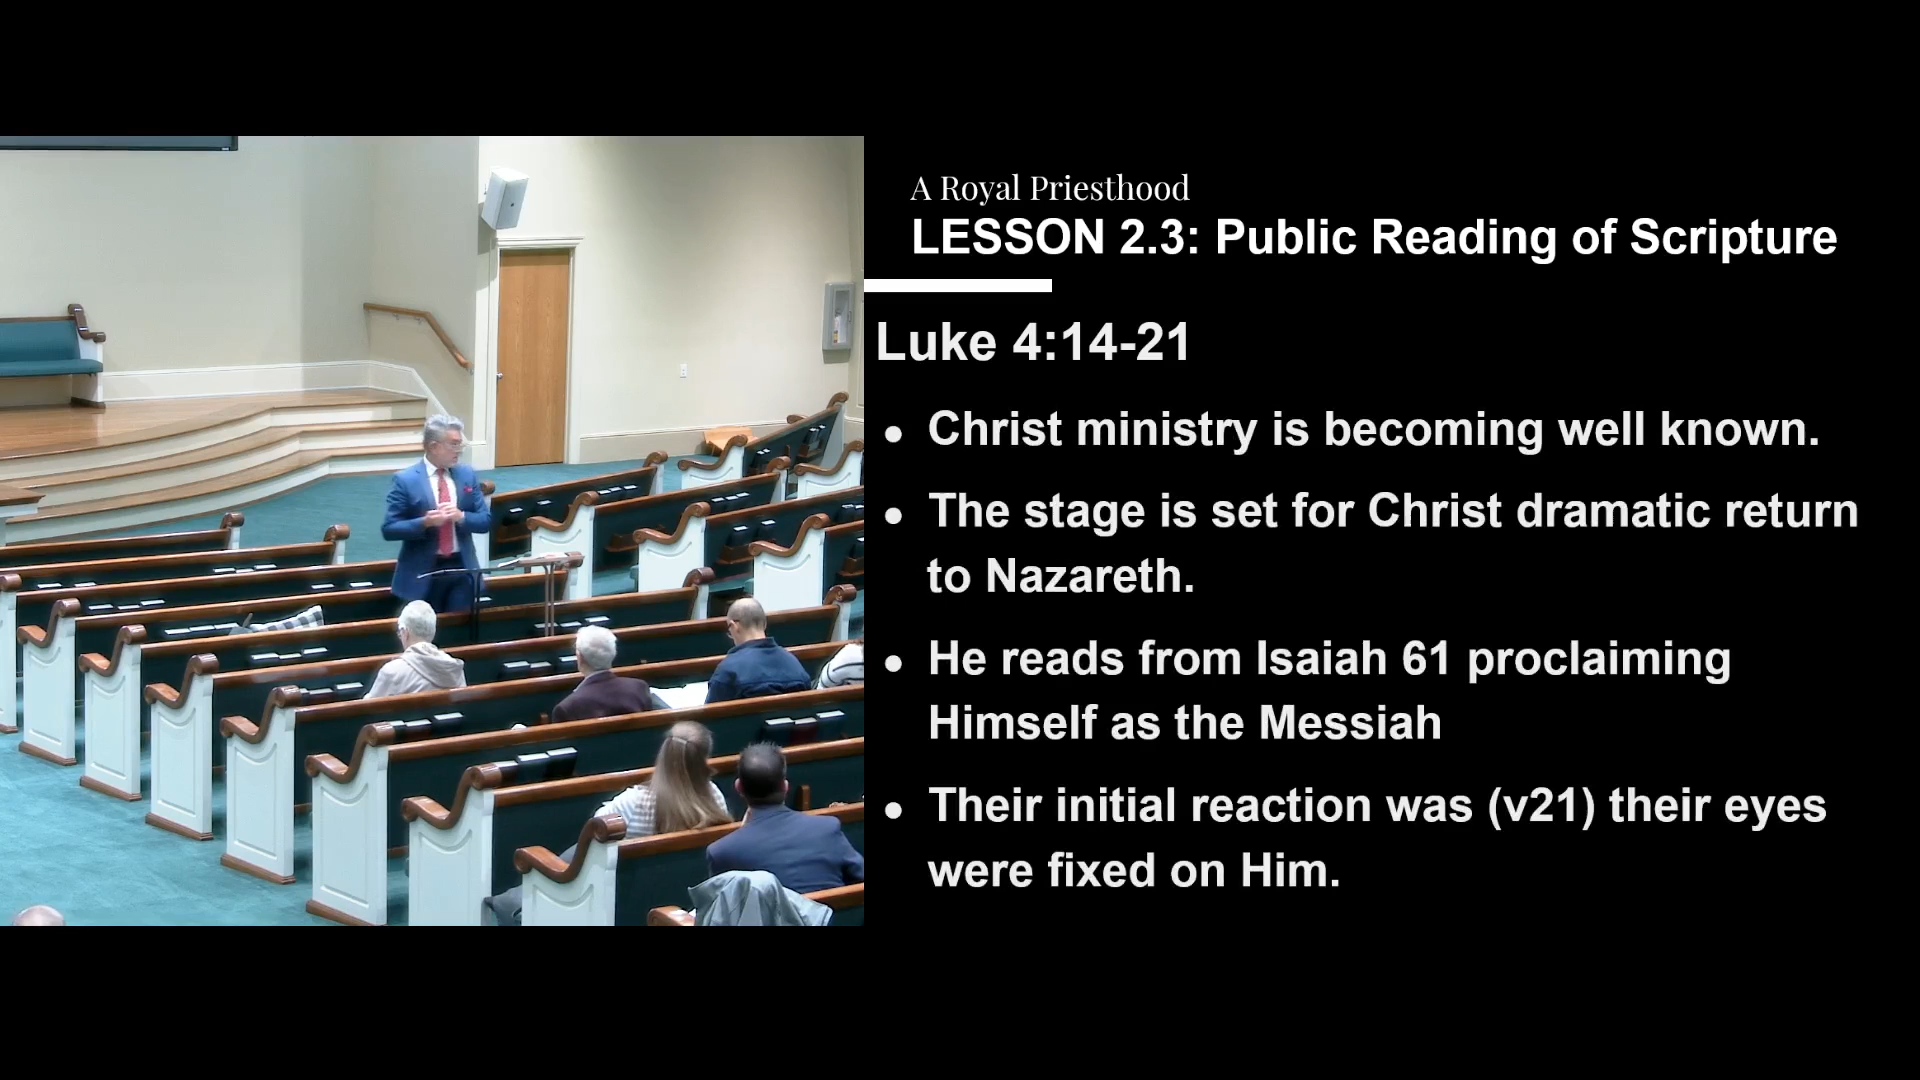 A Royal Priesthood
LESSON 2.3: Public Reading of Scripture
Luke 4:14-21
● Christ ministry is becoming well known.
● The stage is set for Christ dramatic return
to Nazareth.
● He reads from Isaiah 61 proclaiming
Himself as the Messiah
● Their initial reaction was (v21) their eyes
were fixed on Him.